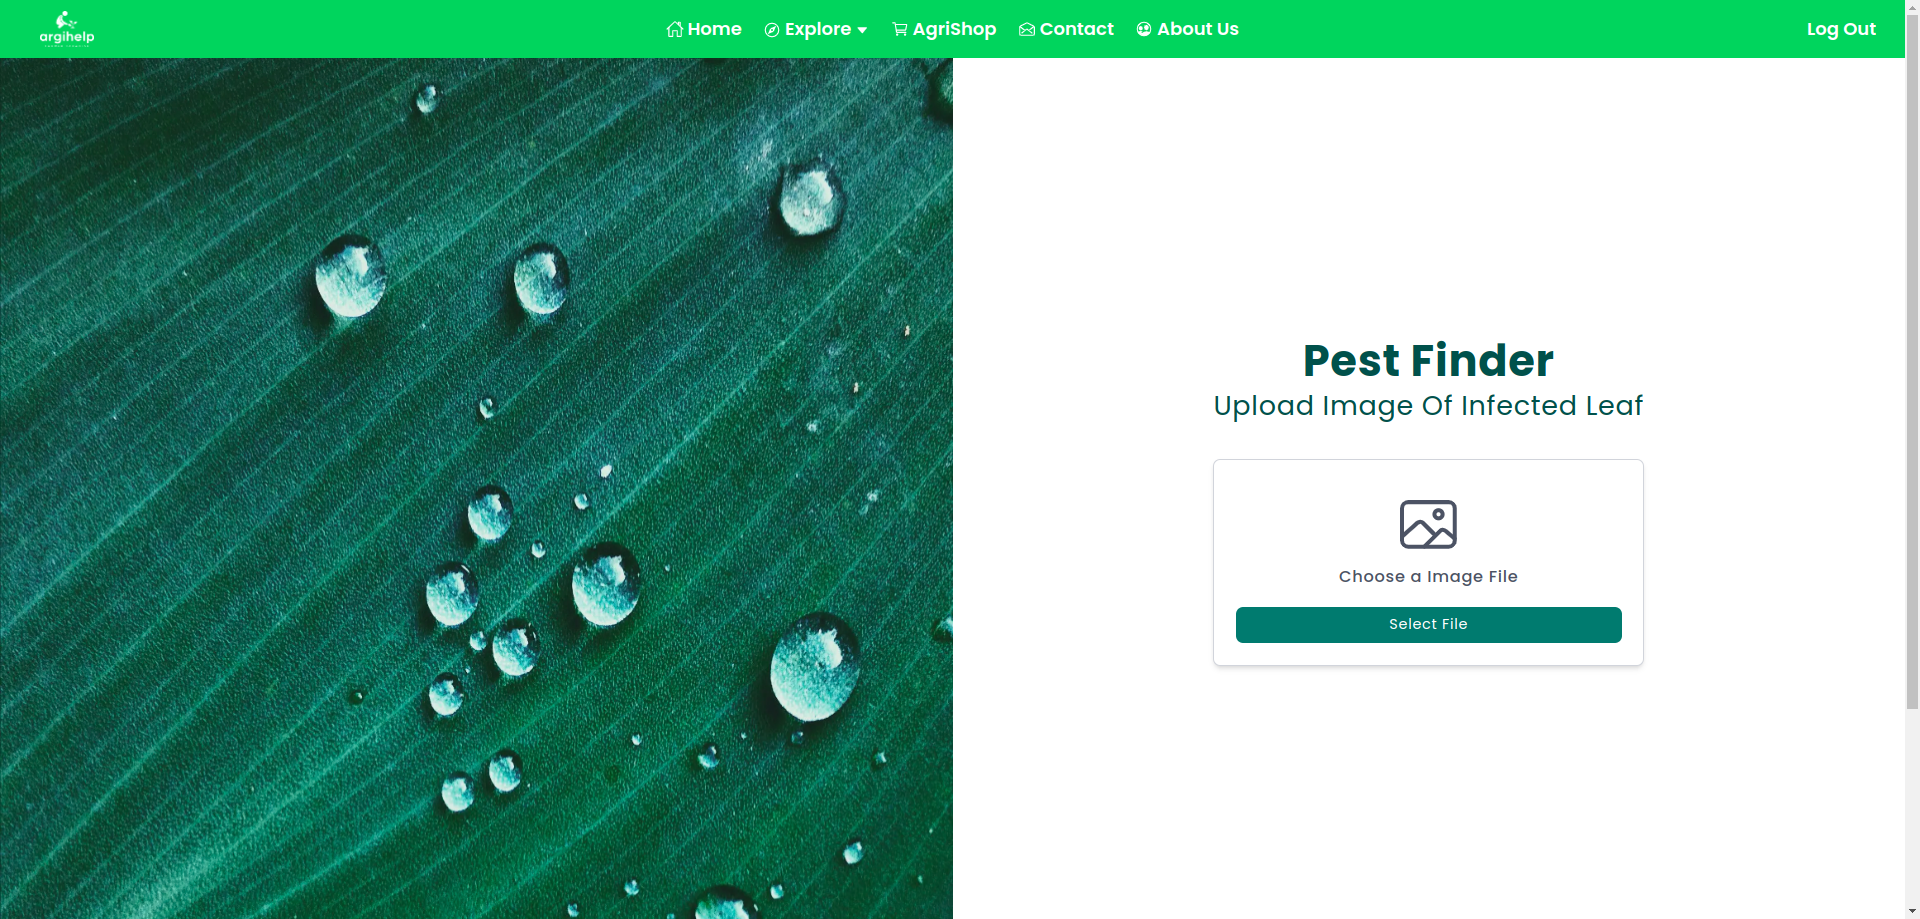 argihelp
Home
Explore
AgriShop
Contact
About Us
Log Out
Pest Finder
Upload Image Of Infected Leaf
Choose a Image File
Select File